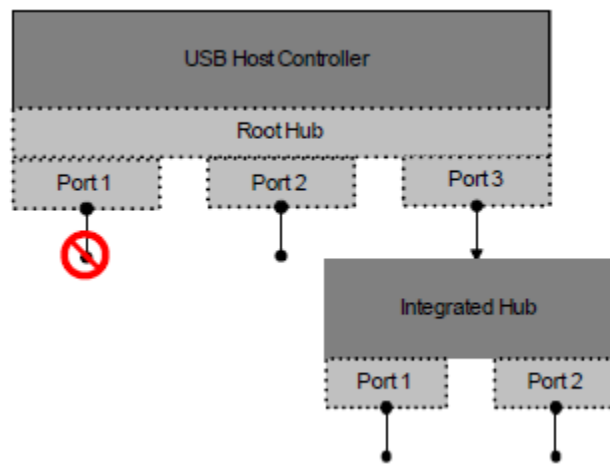 USB Host Controller
Root Hub
Port 1
Port 2
Port 3
Integrated Hub
Port 1
Port 2